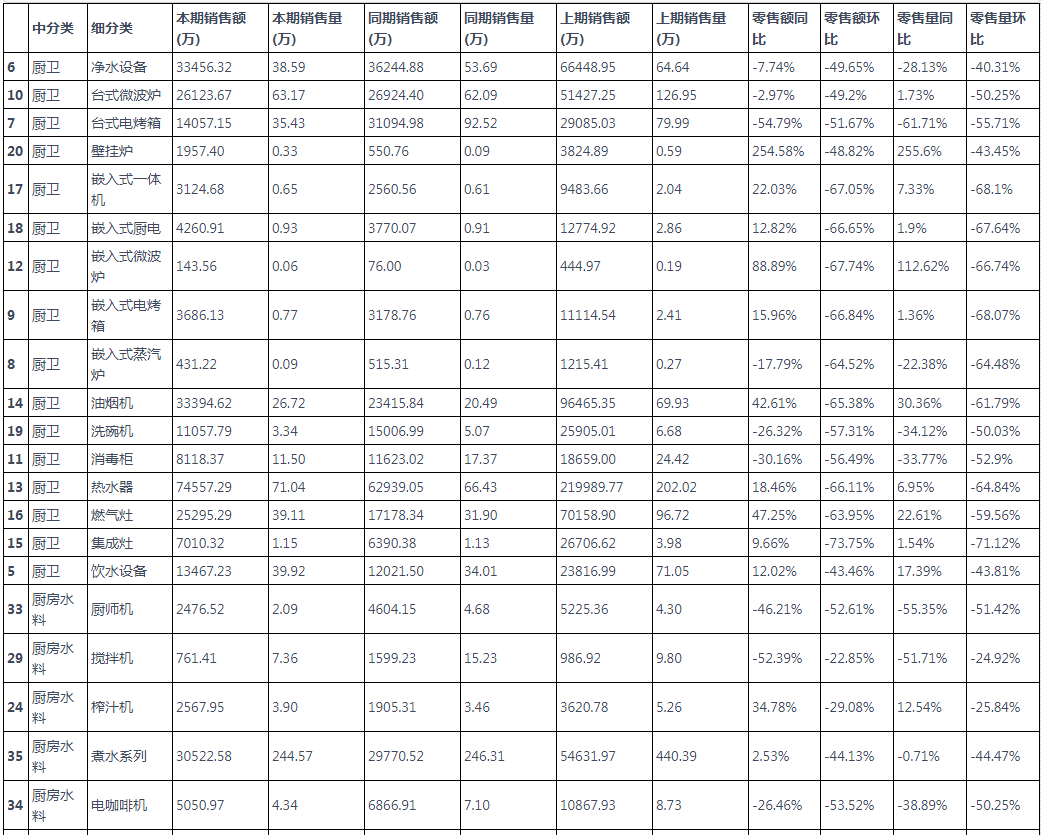 中分类 细分类 本期销售额(万) 本期销售量(万) 同期销售额(万) 同期销售量(万) 上期销售额(万) 上期销售量(万) 零售额同比 零售额环比 零售量同比 零售量环比
6 厨卫 净水设备 33456.32 38.59 36244.88 53.69 66448.95 64.64 -7.74% -49.65% -28.13% -40.31%
10 厨卫 台式微波炉 26123.67 63.17 26924.40 62.09 51427.25 126.95 -2.97% -49.2% 1.73% -50.25%
7 厨卫 台式电烤箱 14057.15 35.43 31094.98 92.52 29085.03 79.99 -54.79% -51.67% -61.71% -55.71%
20 厨卫 壁挂炉 1957.40 0.33 550.76 0.09 3824.89 0.59 254.58% -48.82% 255.6% -43.45%
17 厨卫 嵌入式一体机 3124.68 0.65 2560.56 0.61 9483.66 2.04 22.03% -67.05% 7.33% -68.1%
18 厨卫 嵌入式厨电 4260.91 0.93 3770.07 0.91 12774.92 2.86 12.82% -66.65% 1.9% -67.64%
12 厨卫 嵌入式微波炉 143.56 0.06 76.00 0.03 444.97 0.19 88.89% -67.74% 112.62% -66.74%
9 厨卫 嵌入式电烤箱 3686.13 0.77 3178.76 0.76 11114.54 2.41 15.96% -66.84% 1.36% -68.07%
8 厨卫 嵌入式蒸汽炉 431.22 0.09 515.31 0.12 1215.41 0.27 -17.79% -64.52% -22.38% -64.48%
14 厨卫 油烟机 33394.62 26.72 23415.84 20.49 96465.35 69.93 42.61% -65.38% 30.36% -61.79%
19 厨卫 洗碗机 11057.79 3.34 15006.99 5.07 25905.01 6.68 -26.32% -57.31% -34.12% -50.03%
11 厨卫 消毒柜 8118.37 11.50 11623.02 17.37 18659.00 24.42 -30.16% -56.49% -33.77% -52.9%
13 厨卫 热水器 74557.29 71.04 62939.05 66.43 219989.77 202.02 18.46% -66.11% 6.95% -64.84%
16 厨卫 燃气灶 25295.29 39.11 17178.34 31.90 70158.90 96.72 47.25% -63.95% 22.61% -59.56%
15 厨卫 集成灶 7010.32 1.15 6390.38 1.13 26706.62 3.98 9.66% -73.75% 1.54% -71.12%
5 厨卫 饮水设备 13467.23 39.92 12021.50 34.01 23816.99 71.05 12.02% -43.46% 17.39% -43.81%
33 厨房水料 厨师机 2476.52 2.09 4604.15 4.68 5225.36 4.30 -46.21% -52.61% -55.35% -51.42%
29 厨房水料 搅拌机 761.41 7.36 1599.23 15.23 986.92 9.80 -52.39% -22.85% -51.71% -24.92%
24 厨房水料 榨汁机 2567.95 3.90 1905.31 3.46 3620.78 5.26 34.78% -29.08% 12.54% -25.84%
35 厨房水料 煮水系列 30522.58 244.57 29770.52 246.31 54631.97 440.39 2.53% -44.13% -0.71% -44.47%
34 厨房水料 电咖啡机 5050.97 4.34 6866.91 7.10 10867.93 8.73 -26.46% -53.52% -38.89% -50.25%